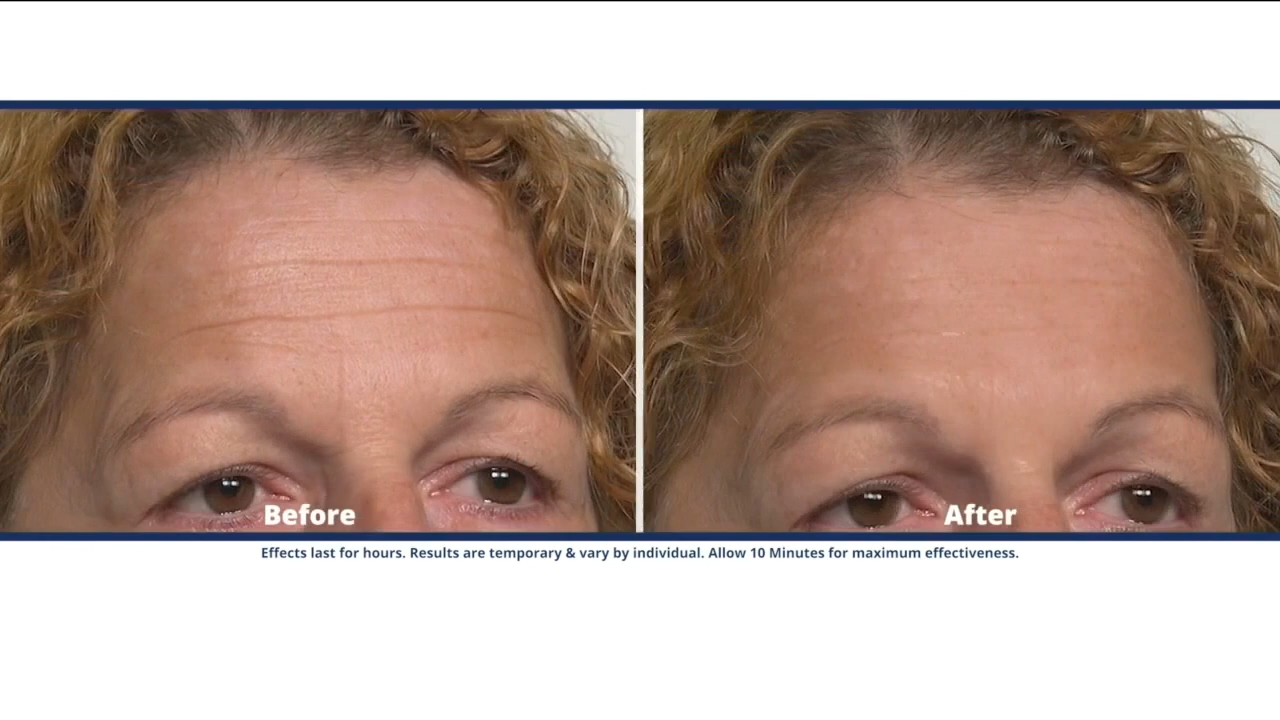 Before
After
Effects last for hours. Results are temporary & vary by individual. Allow 10 Minutes for maximum effectiveness.